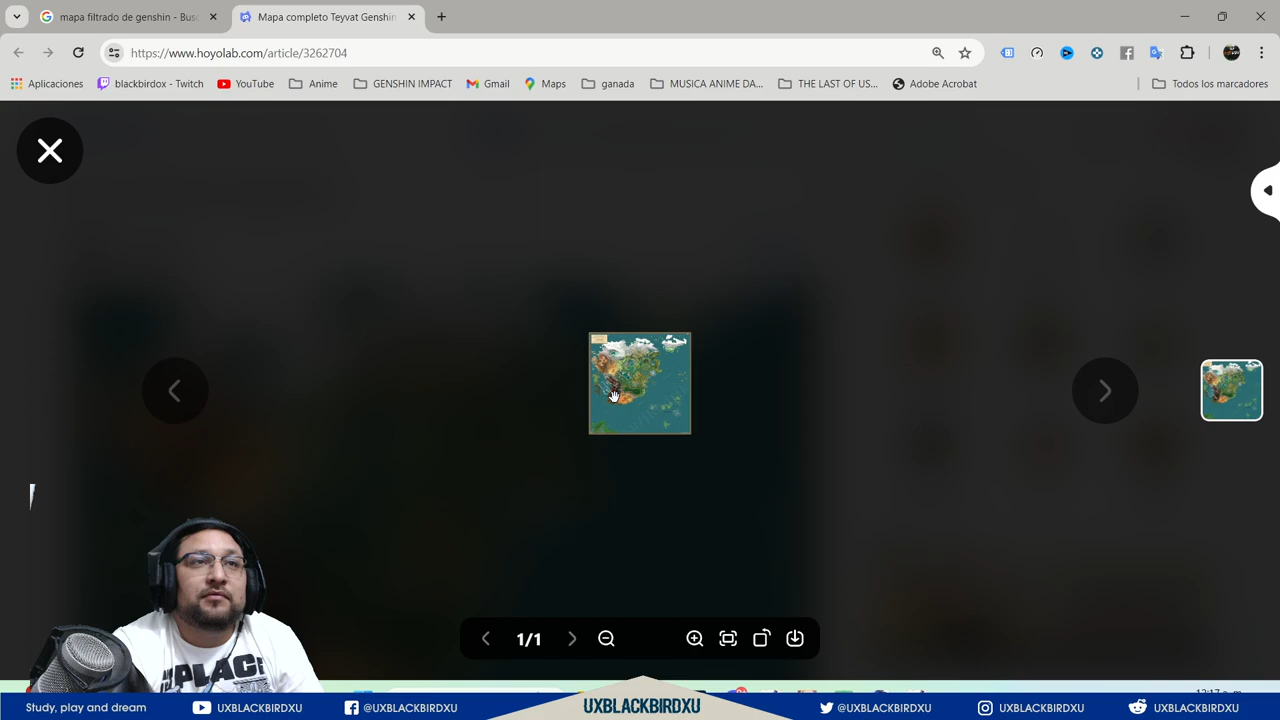 mapa filtrado de genshin - Bus
Mapa completo Teyvat Genshin
https://www.hoyolab.com/article/3262704
Aplicaciones
blackbirdox - Twitch
YouTube
Anime
GENSHIN IMPACT
Gmail
Maps
ganada
MUSICA ANIME DA...
THE LAST OF US...
Adobe Acrobat
Todos los marcadores
1/1
Study, play and dream
UXBLACKBIRDXU
@UXBLACKBIRDXU
UXBLACKBIRDXU
@UXBLACKBIRDXU
UXBLACKBIRDXU
UXBLACKBIRDXU